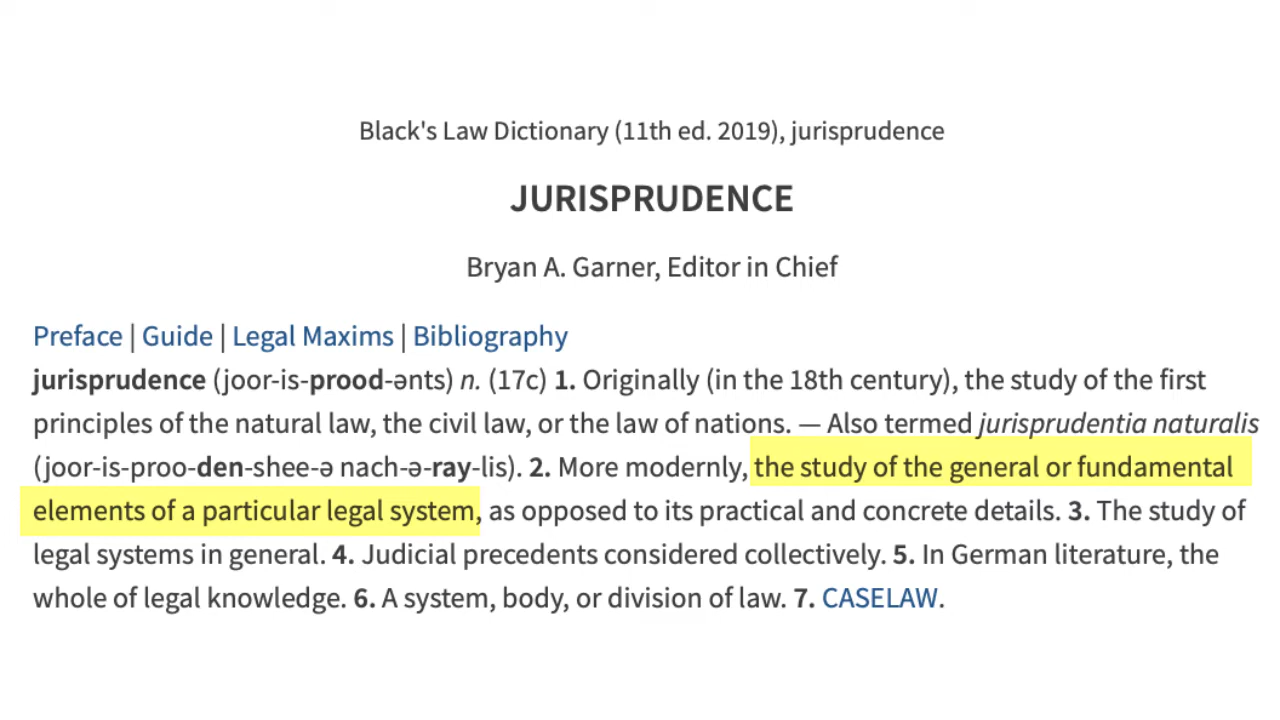 Black's Law Dictionary (11th ed. 2019), jurisprudence
JURISPRUDENCE
Bryan A. Garner, Editor in Chief
Preface | Guide | Legal Maxims | Bibliography
jurisprudence (joor-is-prood-ənts) n. (17c) 1. Originally (in the 18th century), the study of the first
principles of the natural law, the civil law, or the law of nations. — Also termed jurisprudentia naturalis
(joor-is-proo-den-shee-ə nach-ə-ray-lis). 2. More modernly, the study of the general or fundamental
elements of a particular legal system, as opposed to its practical and concrete details. 3. The study of
legal systems in general. 4. Judicial precedents considered collectively. 5. In German literature, the
whole of legal knowledge. 6. A system, body, or division of law. 7. CASELAW.